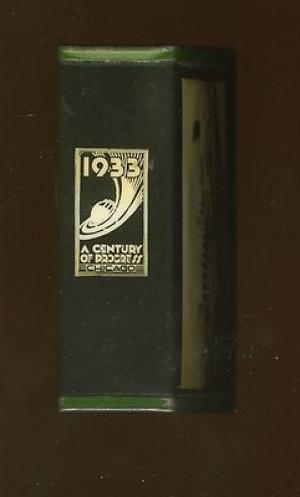 1933
A CENTURY
OF PROGRESS
CHICAGO